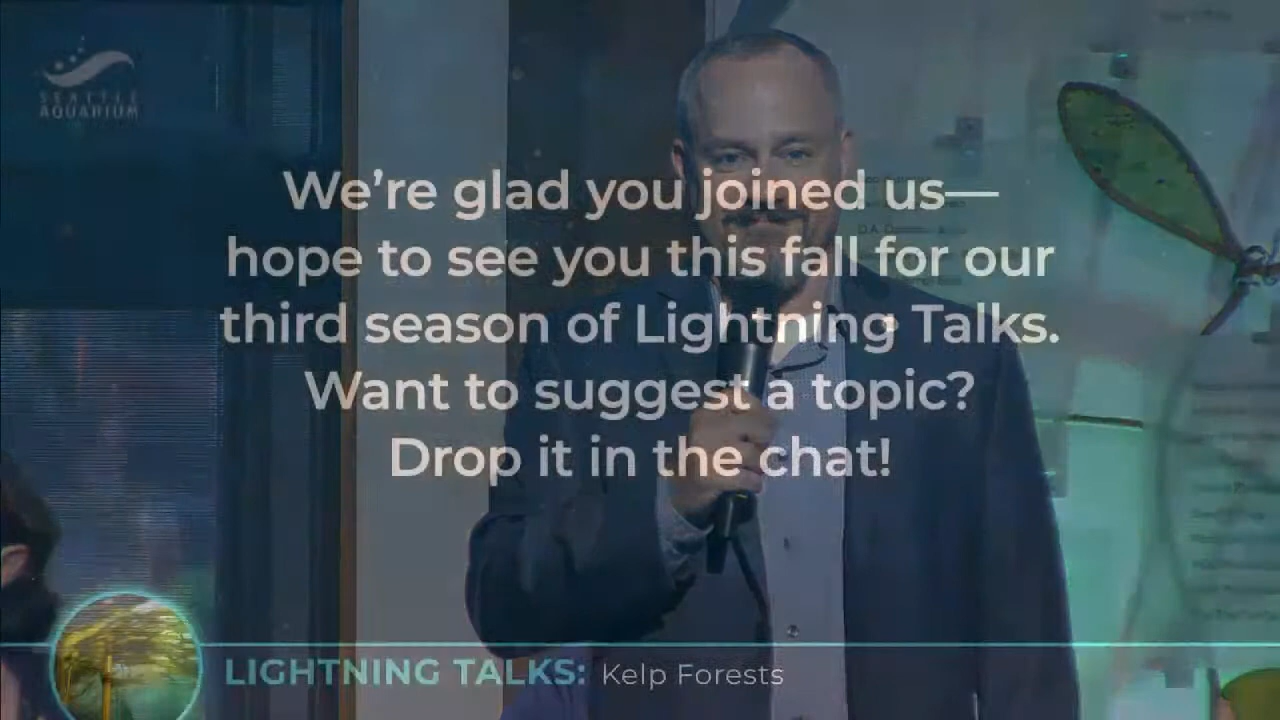 SEATTLE
AQUARIUM
We're glad you joined us—
hope to see you this fall for our
third season of Lightning Talks.
Want to suggest a topic?
Drop it in the chat!
LIGHTNING TALKS: Kelp Forests